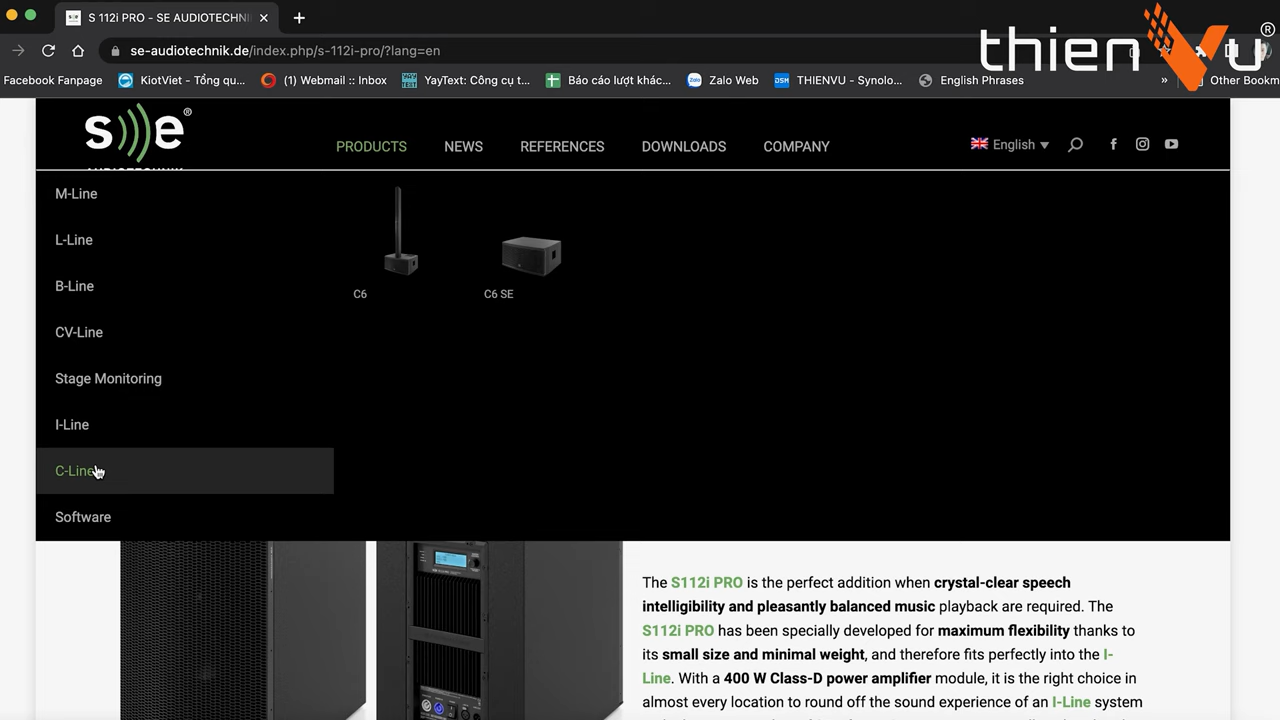 S 112i PRO - SE AUDIOTECHNI
se-audiotechnik.de/index.php/s-112i-pro/?lang=en
thienVu ®
Facebook Fanpage
KiotViet - Tổng qu...
(1) Webmail :: Inbox
YayText: Công cụ t...
Báo cáo lượt khác...
Zalo Web
THIENVU - Synolo...
English Phrases
»
Other Bookm
se®
PRODUCTS
NEWS
REFERENCES
DOWNLOADS
COMPANY
English
M-Line
L-Line
B-Line
CV-Line
Stage Monitoring
I-Line
C-Line
Software
C6
C6 SE
The S112i PRO is the perfect addition when crystal-clear speech
intelligibility and pleasantly balanced music playback are required. The
S112i PRO has been specially developed for maximum flexibility thanks to
its small size and minimal weight, and therefore fits perfectly into the I-
Line. With a 400 W Class-D power amplifier module, it is the right choice in
almost every location to round off the sound experience of an I-Line system